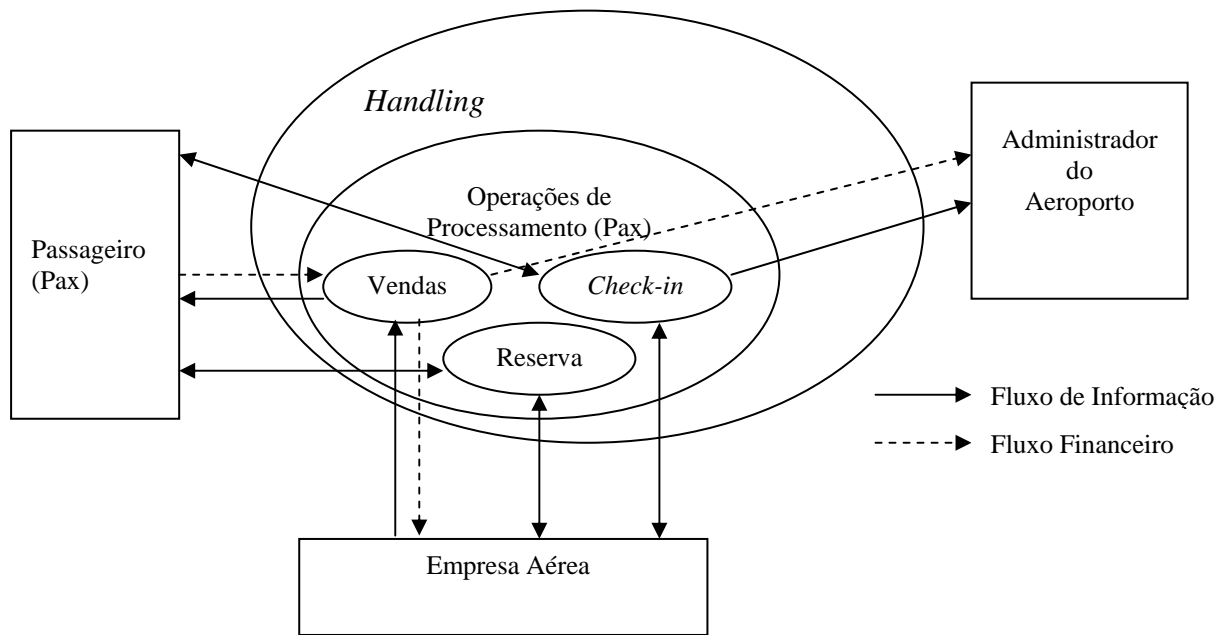 Handling
Administrador
do
Aeroporto
Operações de
Processamento (Pax)
Passageiro
(Pax)
Vendas
Check-in
Reserva
Fluxo de Informação
Fluxo Financeiro
Empresa Aérea